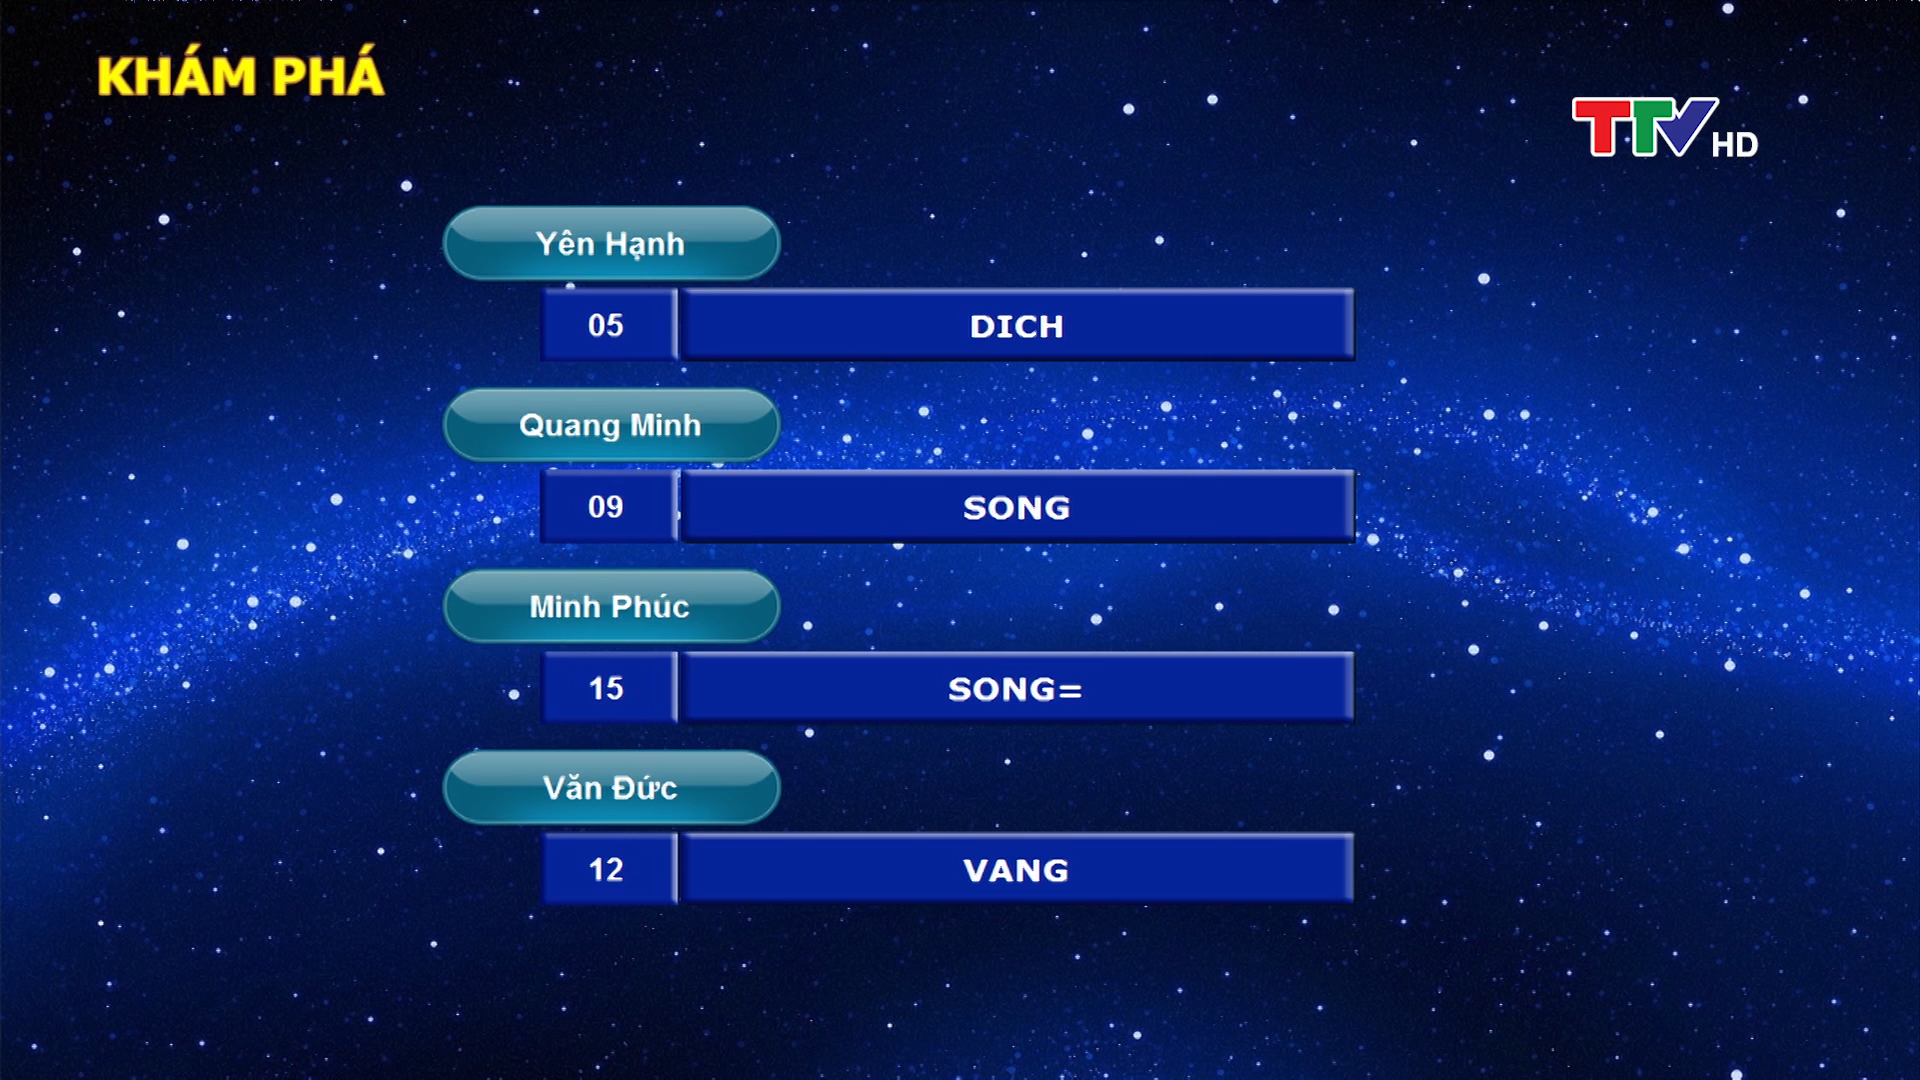 KHÁM PHÁ
TTV HD
Yên Hạnh
05 DICH
Quang Minh
09 SONG
Minh Phúc
15 SONG=
Văn Đức
12 VANG